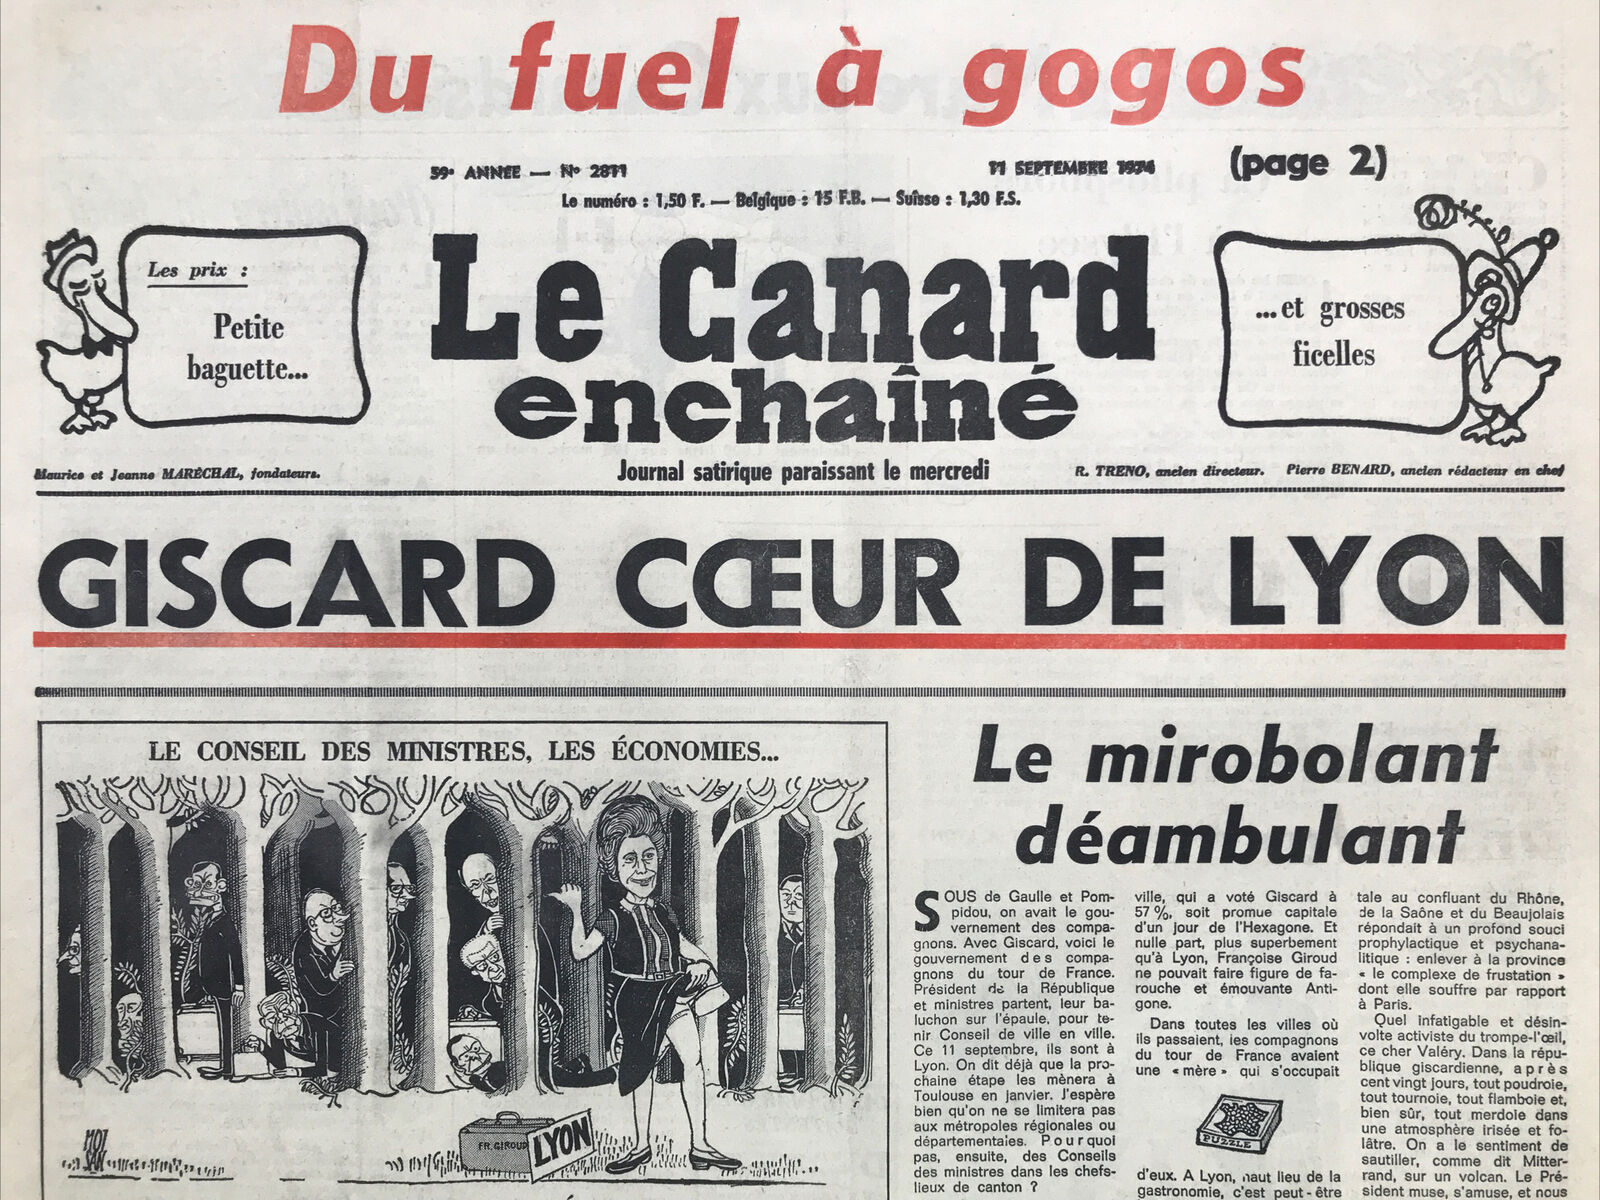 Du fuel à gogos
59e ANNEE — No 2811
11 SEPTEMBRE 1974
(page 2)
Le numéro : 1,50 F. — Belgique : 15 F.B. — Suisse : 1,30 F.S.
Les prix :
Petite
baguette...
Le Canard
enchaîné
...et grosses
ficelles
Maurice et Jeanne MARÉCHAL, fondateurs.
Journal satirique paraissant le mercredi
R. TRENO, ancien directeur.
Pierre BENARD, ancien rédacteur en chef
GISCARD CŒUR DE LYON
LE CONSEIL DES MINISTRES, LES ÉCONOMIES...
FR. GIROUD
LYON
MOI
SAN
Le mirobolant
déambulant
SOUS de Gaulle et Pom-
pidou, on avait le gou-
vernement des compa-
gnons. Avec Giscard, voici le
gouvernement des compa-
gnons du tour de France.
Président de la République
et ministres partent, leur ba-
luchon sur l'épaule, pour te-
nir Conseil de ville en ville.
Ce 11 septembre, ils sont à
Lyon. On dit déjà que la pro-
chaine étape les mènera à
Toulouse en janvier. J'espère
bien qu'on ne se limitera pas
aux métropoles régionales ou
départementales. Pourquoi
pas, ensuite, des Conseils
des ministres dans les chefs-
lieux de canton ?
ville, qui a voté Giscard à
57 %, soit promue capitale
d'un jour de l'Hexagone. Et
nulle part, plus superbement
qu'à Lyon, Françoise Giroud
ne pouvait faire figure de fa-
rouche et émouvante Anti-
gone.
Dans toutes les villes où
ils passaient, les compagnons
du tour de France avaient
une « mère » qui s'occupait
PUZZLE
d'eux. A Lyon, haut lieu de la
gastronomie, c'est peut-être
tale au confluant du Rhône,
de la Saône et du Beaujolais
répondait à un profond souci
prophylactique et psychana-
litique : enlever à la province
« le complexe de frustation »
dont elle souffre par rapport
à Paris.
Quel infatigable et désin-
volte activiste du trompe-l'œil,
ce cher Valéry. Dans la répu-
blique giscardienne, après
cent vingt jours, tout poudroie,
tout tournoie, tout flamboie et,
bien sûr, tout merdoie dans
une atmosphère irisée et fo-
lâtre. On a le sentiment de
sautiller, comme dit Mitter-
rand, sur un volcan. Le Pré-
sident muse, s'amuse, et nous